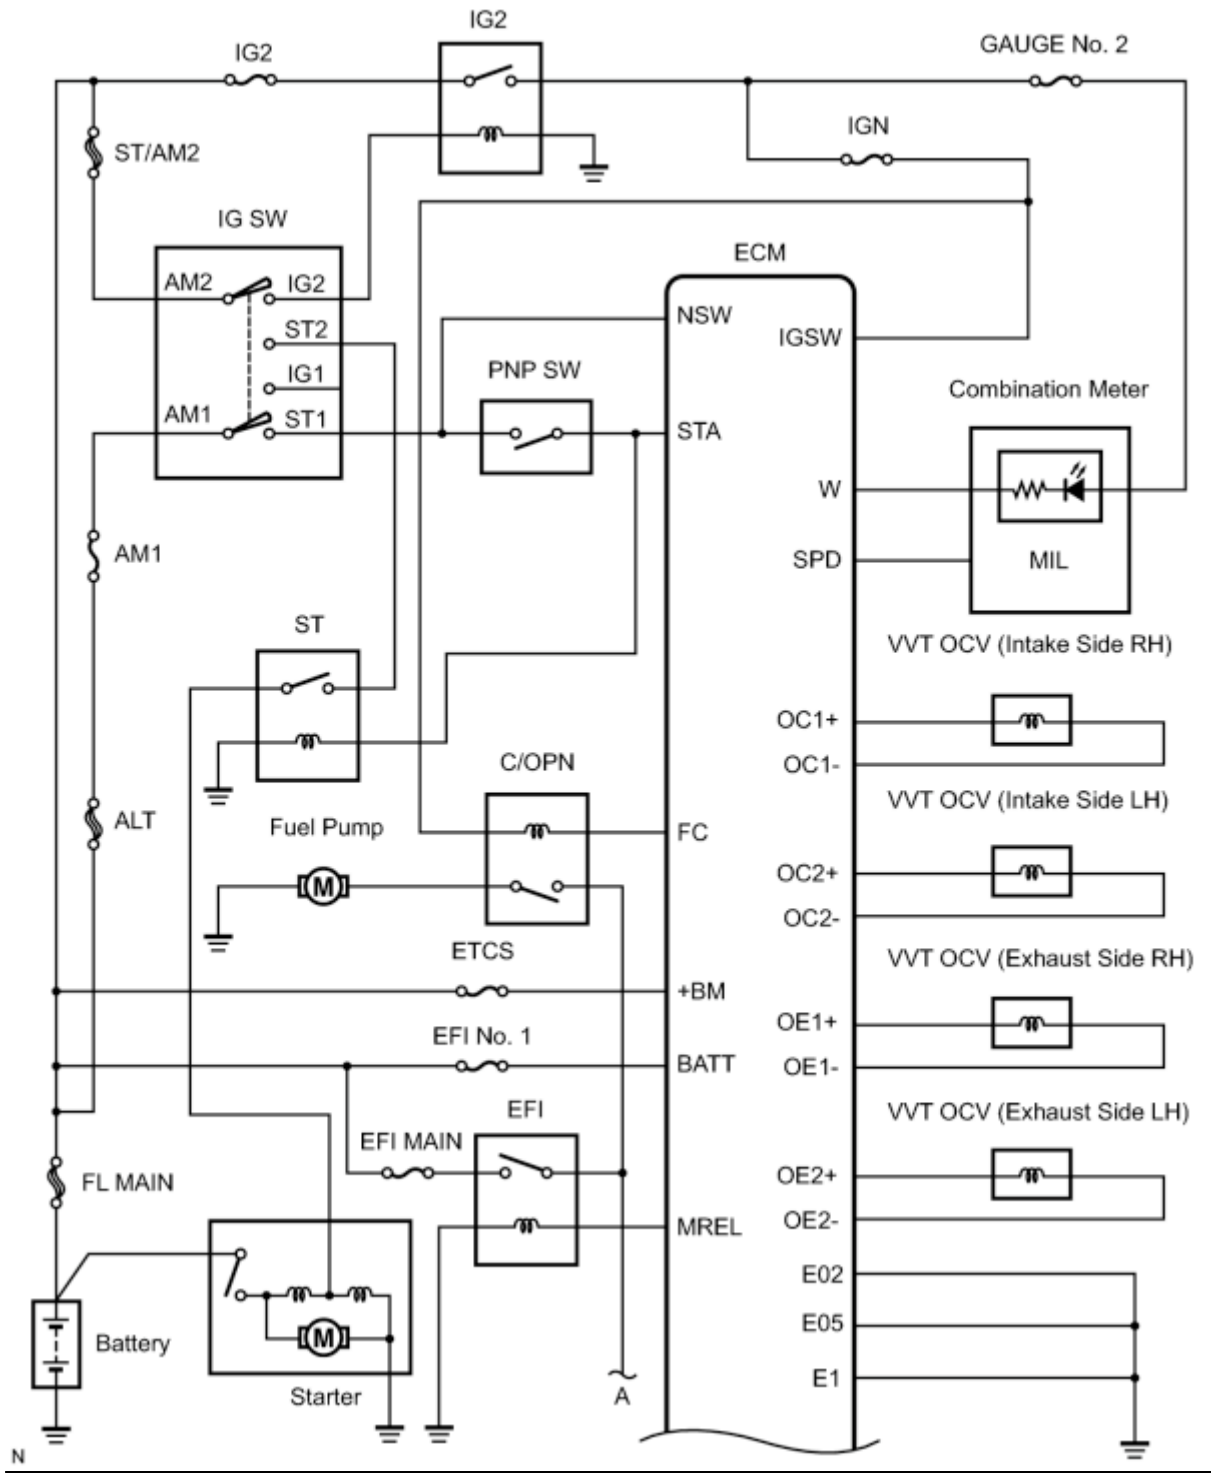 IG2
IG2
GAUGE No. 2
IGN
ST/AM2
IG SW
ECM
AM2
IG2
NSW
ST2
IGSW
IG1
PNP SW
Combination Meter
AM1
ST1
STA
W
AM1
SPD
MIL
ST
VVT OCV (Intake Side RH)
OC1+
C/OPN
OC1-
VVT OCV (Intake Side LH)
ALT
Fuel Pump
FC
OC2+
M
OC2-
ETCS
VVT OCV (Exhaust Side RH)
+BM
OE1+
EFI No. 1
BATT
OE1-
EFI
VVT OCV (Exhaust Side LH)
EFI MAIN
FL MAIN
OE2+
MREL
OE2-
E02
E05
Battery
M
E1
Starter
A
N